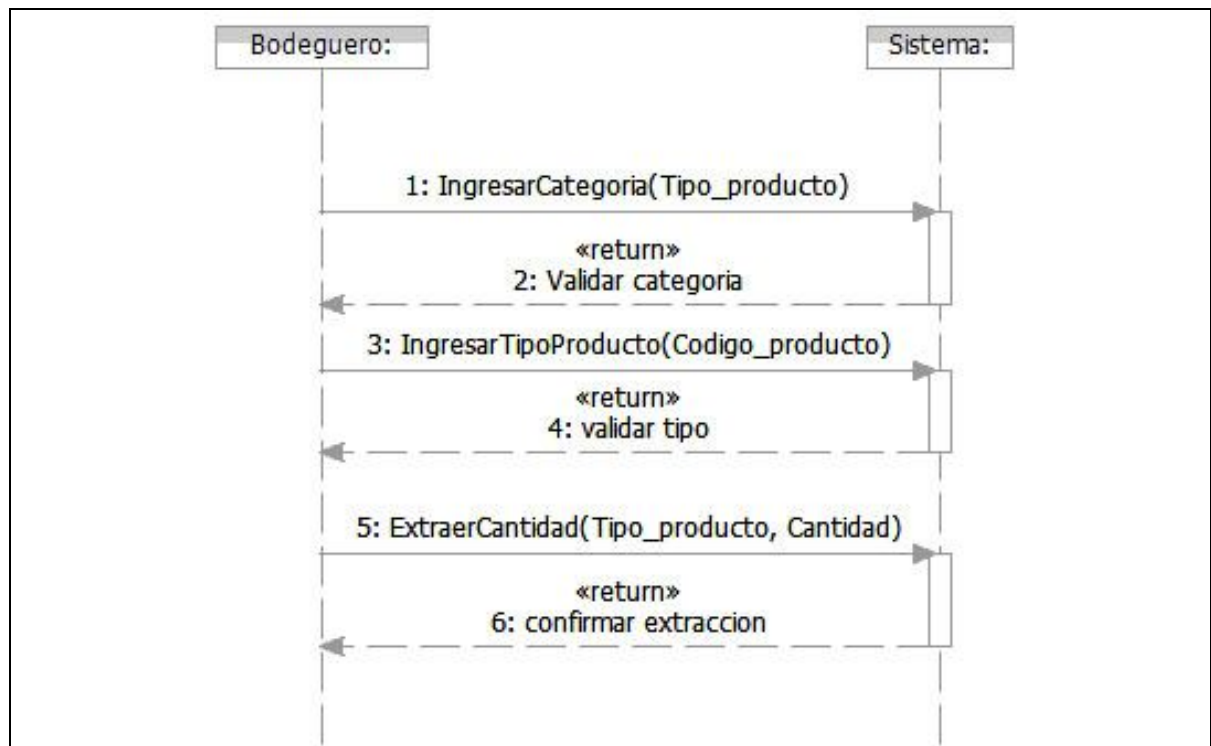 Bodeguero:
Sistema:
1: IngresarCategoria(Tipo_producto)
«return»
2: Validar categoria
3: IngresarTipoProducto(Codigo_producto)
«return»
4: validar tipo
5: ExtraerCantidad(Tipo_producto, Cantidad)
«return»
6: confirmar extraccion